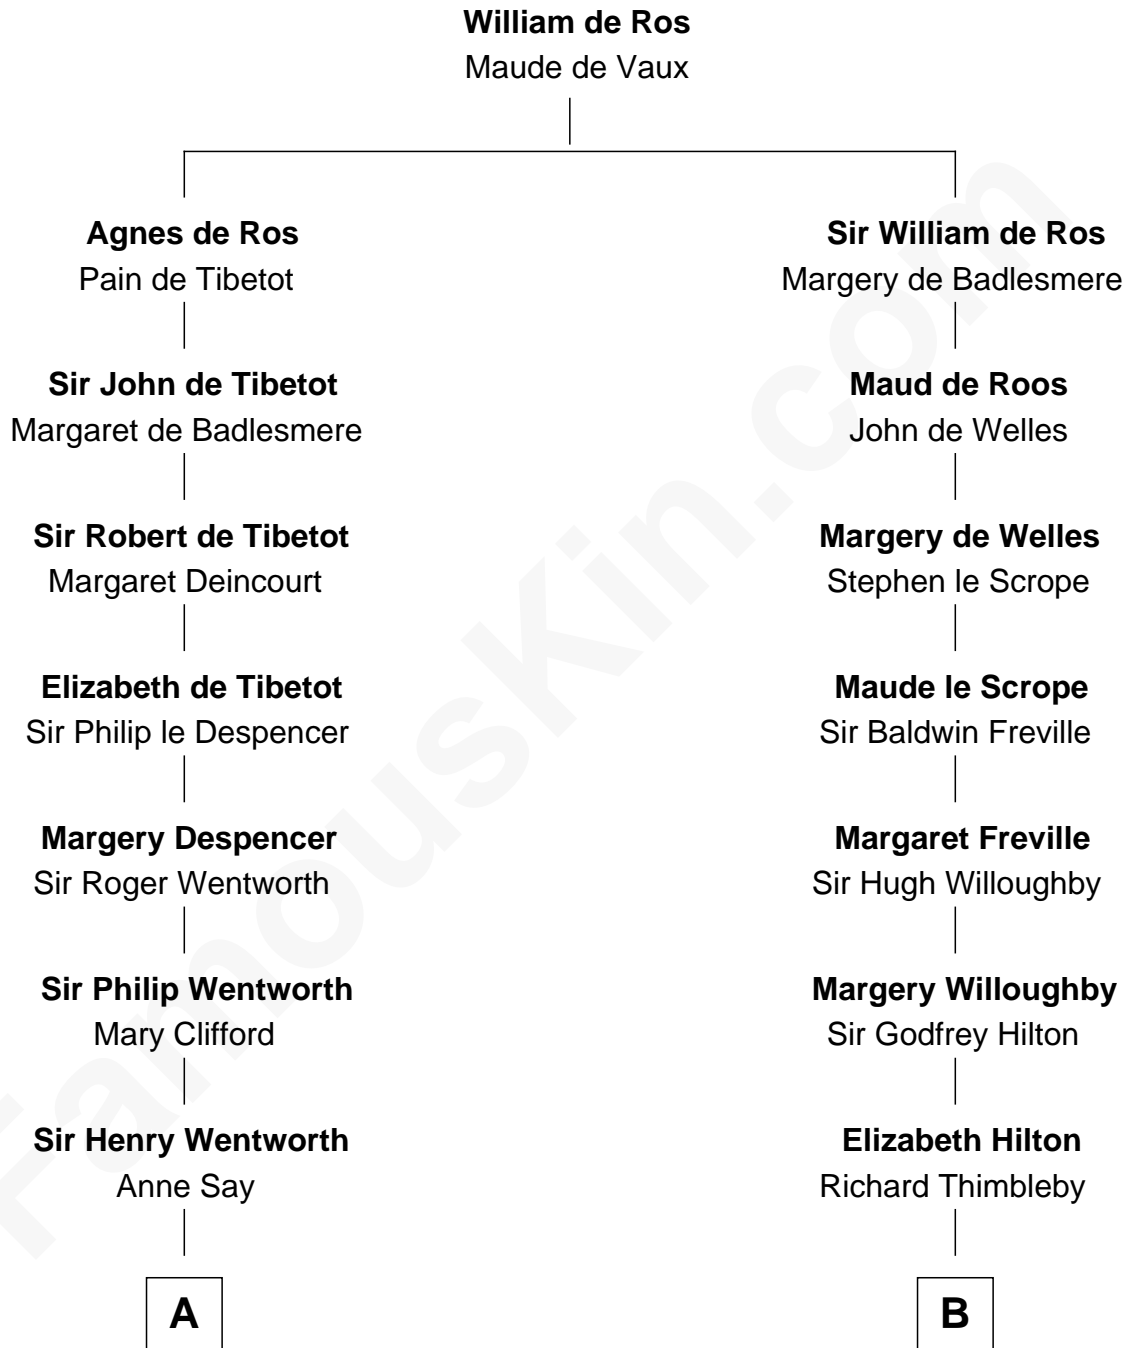 William de Ros
Maude de Vaux
Agnes de Ros
Pain de Tibetot
Sir John de Tibetot
Margaret de Badlesmere
Sir Robert de Tibetot
Margaret Deincourt
Elizabeth de Tibetot
Sir Philip le Despencer
Margery Despencer
Sir Roger Wentworth
Sir Philip Wentworth
Mary Clifford
Sir Henry Wentworth
Anne Say
A
Sir William de Ros
Margery de Badlesmere
Maud de Roos
John de Welles
Margery de Welles
Stephen le Scrope
Maude le Scrope
Sir Baldwin Freville
Margaret Freville
Sir Hugh Willoughby
Margery Willoughby
Sir Godfrey Hilton
Elizabeth Hilton
Richard Thimbleby
B
FamousKin.com